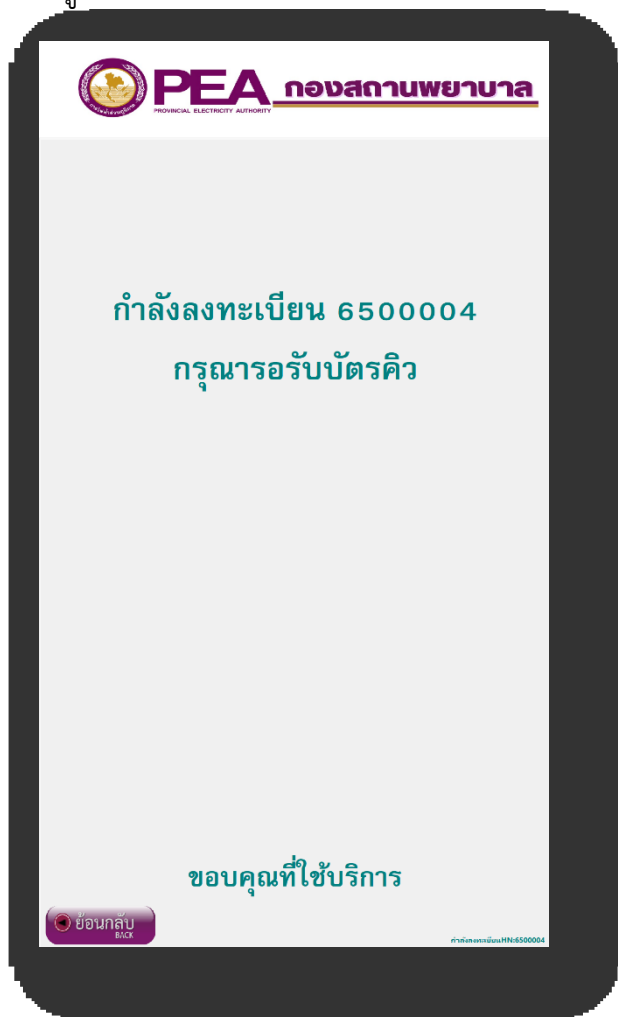 PEA กองสถานพยาบาล
PROVINCIAL ELECTRICITY AUTHORITY
กำลังลงทะเบียน 6500004
กรุณารอรับบัตรคิว
ขอบคุณที่ใช้บริการ
ย้อนกลับ
BACK
กำลังลงทะเบียนHN:6500004